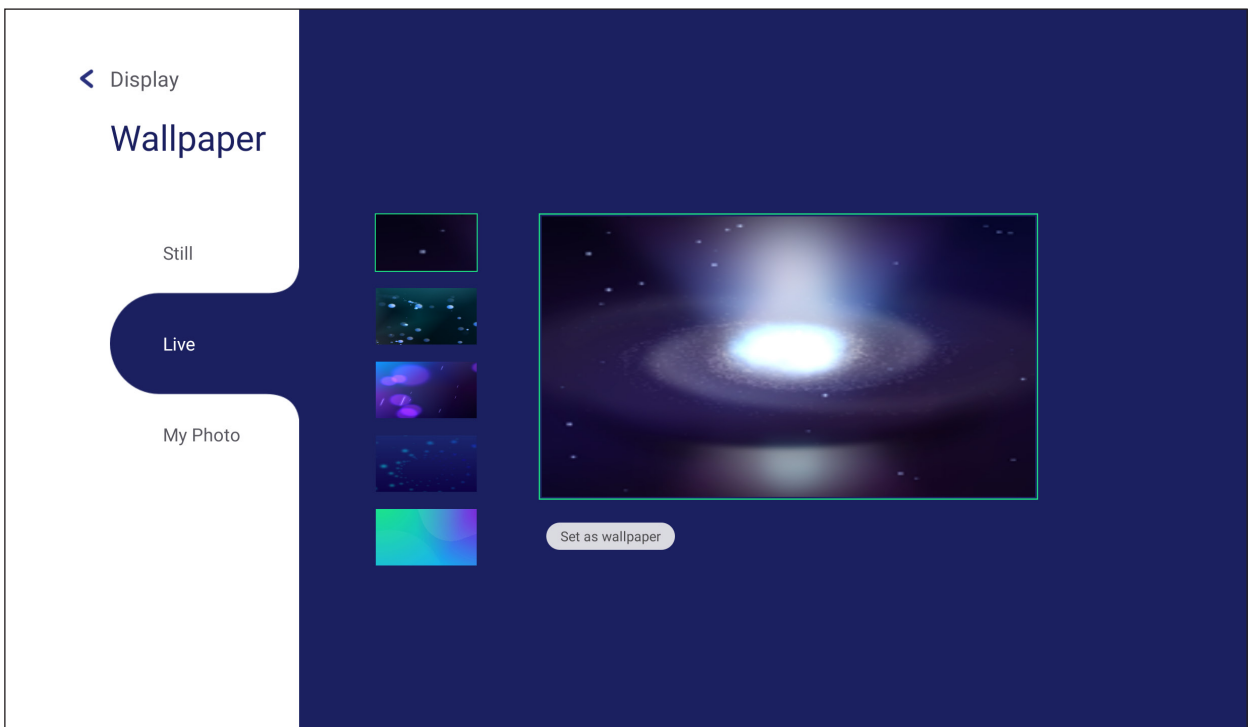 Display
Wallpaper
Still
Live
My Photo
Set as wallpaper